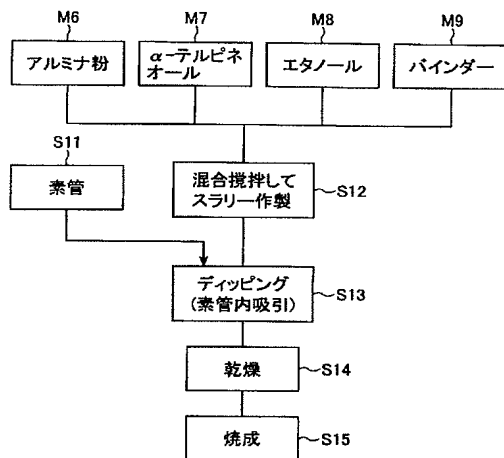 M6
M7
M8
M9
アルミナ粉
α-テルピネ
オール
エタノール
バインダー
S11
素管
混合撹拌して
スラリー作製
S12
ディッピング
(素管内吸引)
S13
乾燥
S14
焼成
S15